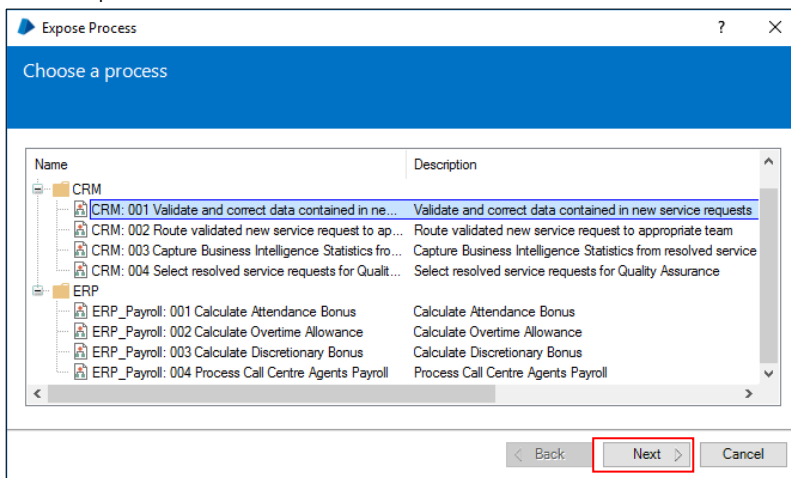 Expose Process
Choose a process
Name Description
CRM
CRM: 001 Validate and correct data contained in ne... Validate and correct data contained in new service requests
CRM: 002 Route validated new service request to ap... Route validated new service request to appropriate team
CRM: 003 Capture Business Intelligence Statistics fro... Capture Business Intelligence Statistics from resolved service
CRM: 004 Select resolved service requests for Qualit... Select resolved service requests for Quality Assurance
ERP
ERP_Payroll: 001 Calculate Attendance Bonus Calculate Attendance Bonus
ERP_Payroll: 002 Calculate Overtime Allowance Calculate Overtime Allowance
ERP_Payroll: 003 Calculate Discretionary Bonus Calculate Discretionary Bonus
ERP_Payroll: 004 Process Call Centre Agents Payroll Process Call Centre Agents Payroll
Back Next Cancel